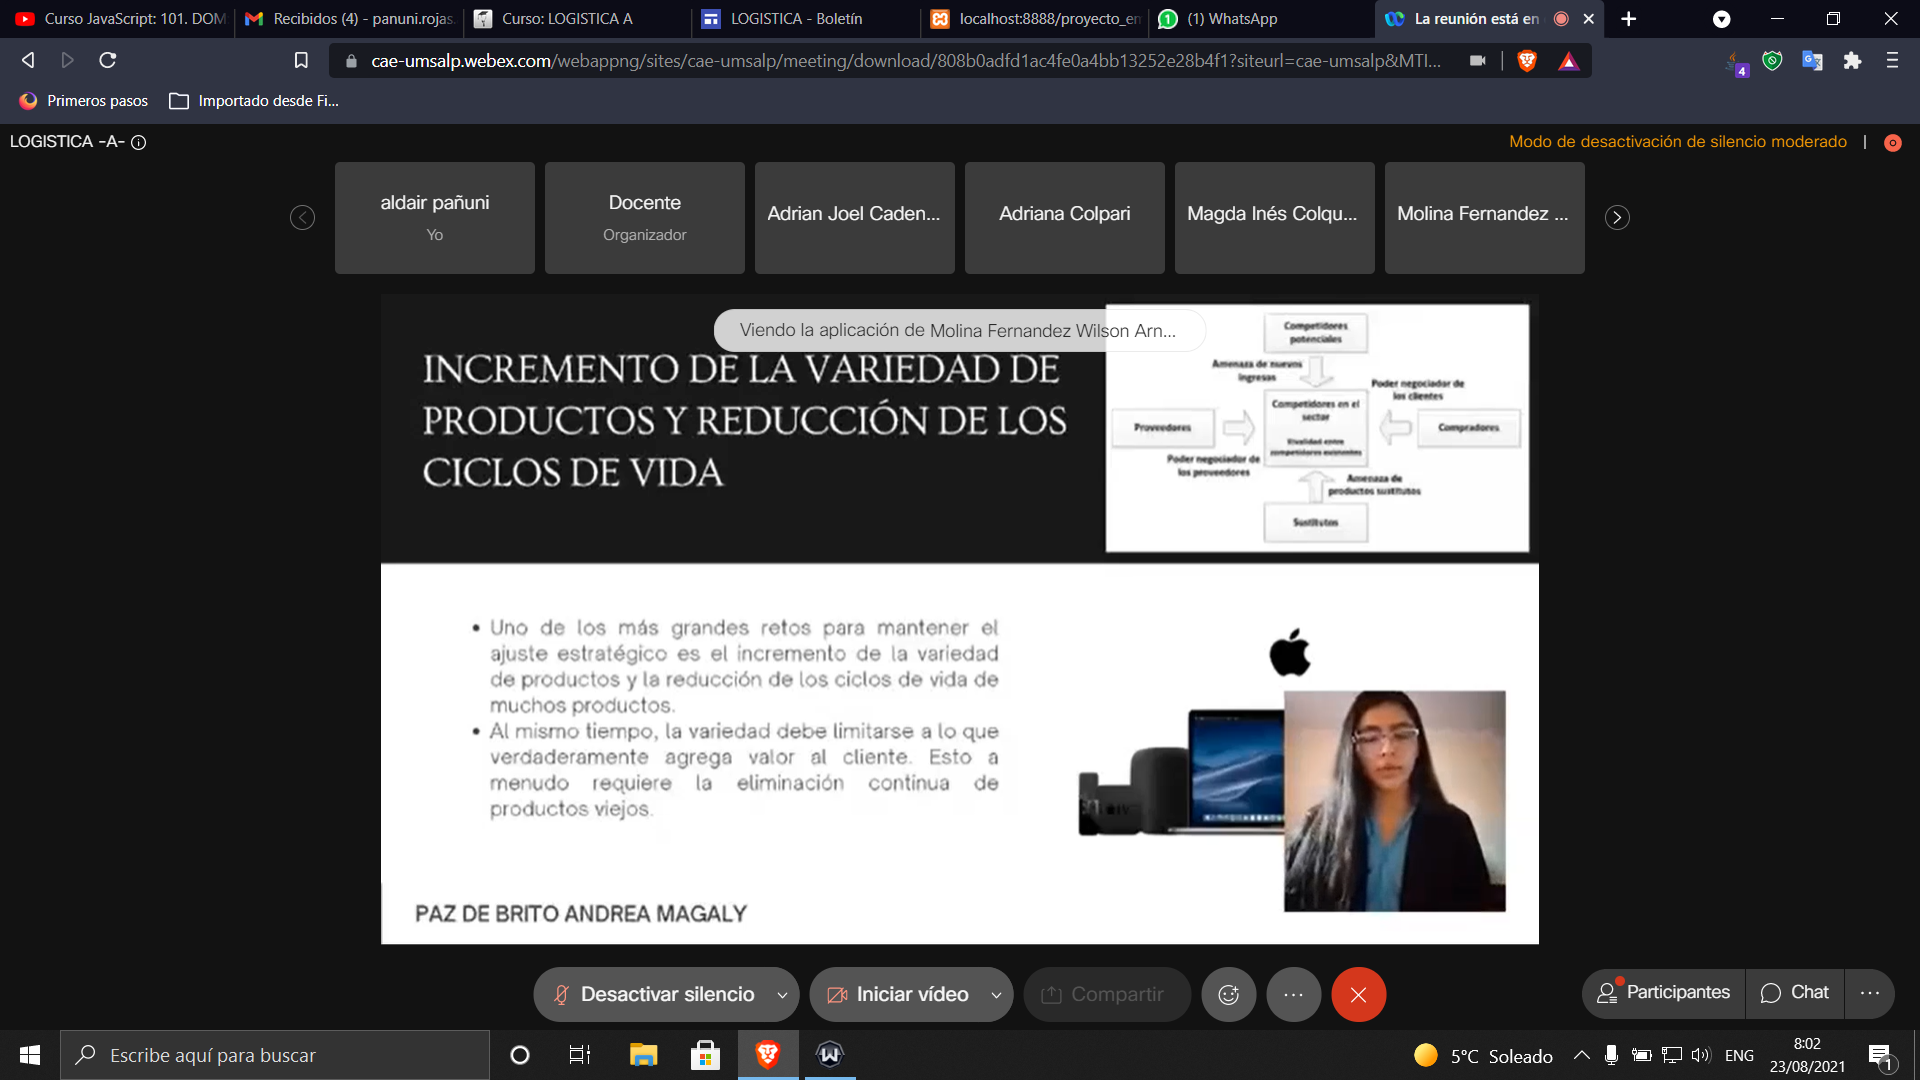 Curso JavaScript: 101. DOM
Recibidos (4) - panuni.rojas.
Curso: LOGISTICA A
LOGISTICA - Boletín
localhost:8888/proyecto_en
(1) WhatsApp
La reunión está en
cae-umsalp.webex.com/webappng/sites/cae-umsalp/meeting/download/808b0adfd1ac4fe0a4bb13252e28b4f1?siteurl=cae-umsalp&MTI...
4
Primeros pasos
Importado desde Fi...
LOGISTICA -A-
Modo de desactivación de silencio moderado
aldair pañuni
Yo
Docente
Organizador
Adrian Joel Caden...
Adriana Colpari
Magda Inés Colqu...
Molina Fernandez ...
Viendo la aplicación de Molina Fernandez Wilson Arn...
INCREMENTO DE LA VARIEDAD DE
PRODUCTOS Y REDUCCIÓN DE LOS
CICLOS DE VIDA
Competidores
potenciales
Amenaza de nuevos
ingresos
Poder negociador de
los clientes
Competidores en el
sector
Rivalidad entre
competidores existentes
Proveedores
Compradores
Poder negociador de
los proveedores
Amenaza de
productos sustitutos
Sustitutos
• Uno de los más grandes retos para mantener el
ajuste estratégico es el incremento de la variedad
de productos y la reducción de los ciclos de vida de
muchos productos.
• Al mismo tiempo, la variedad debe limitarse a lo que
verdaderamente agrega valor al cliente. Esto a
menudo requiere la eliminación continua de
productos viejos.
PAZ DE BRITO ANDREA MAGALY
Desactivar silencio
Iniciar vídeo
Compartir
Participantes
Chat
Escribe aquí para buscar
5°C Soleado
ENG
8:02
23/08/2021
1